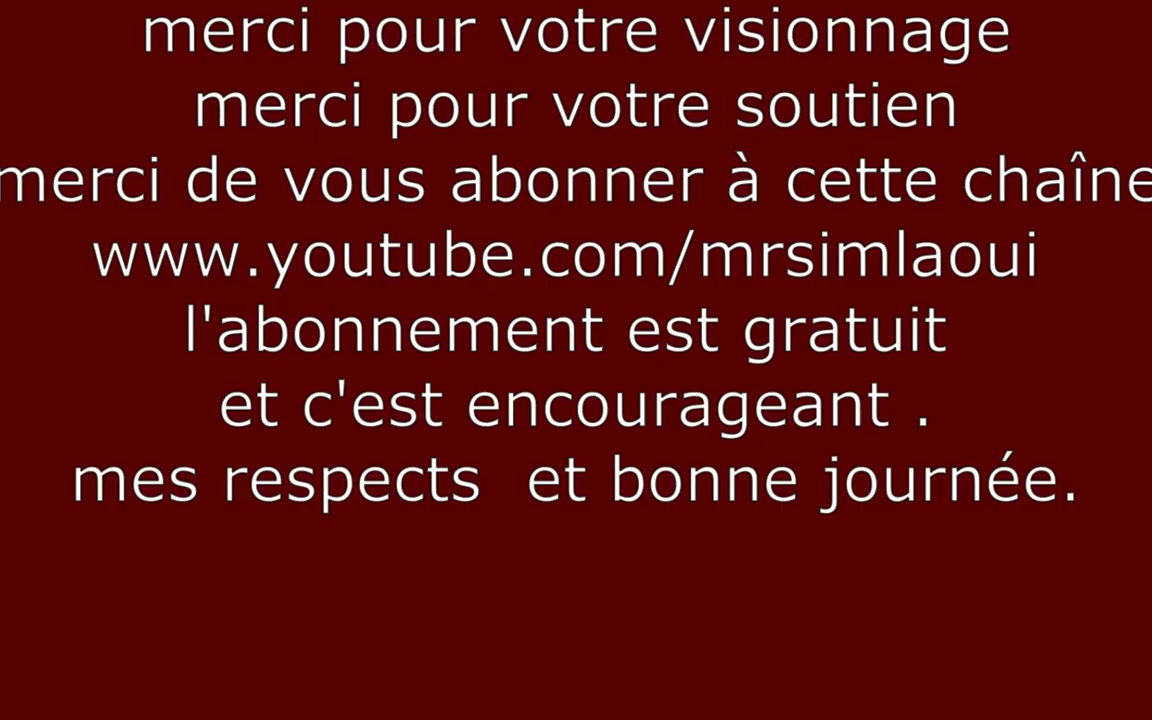 merci pour votre visionnage
merci pour votre soutien
merci de vous abonner à cette chaîne
www.youtube.com/mrsimlaoui
l'abonnement est gratuit
et c'est encourageant .
mes respects  et bonne journée.